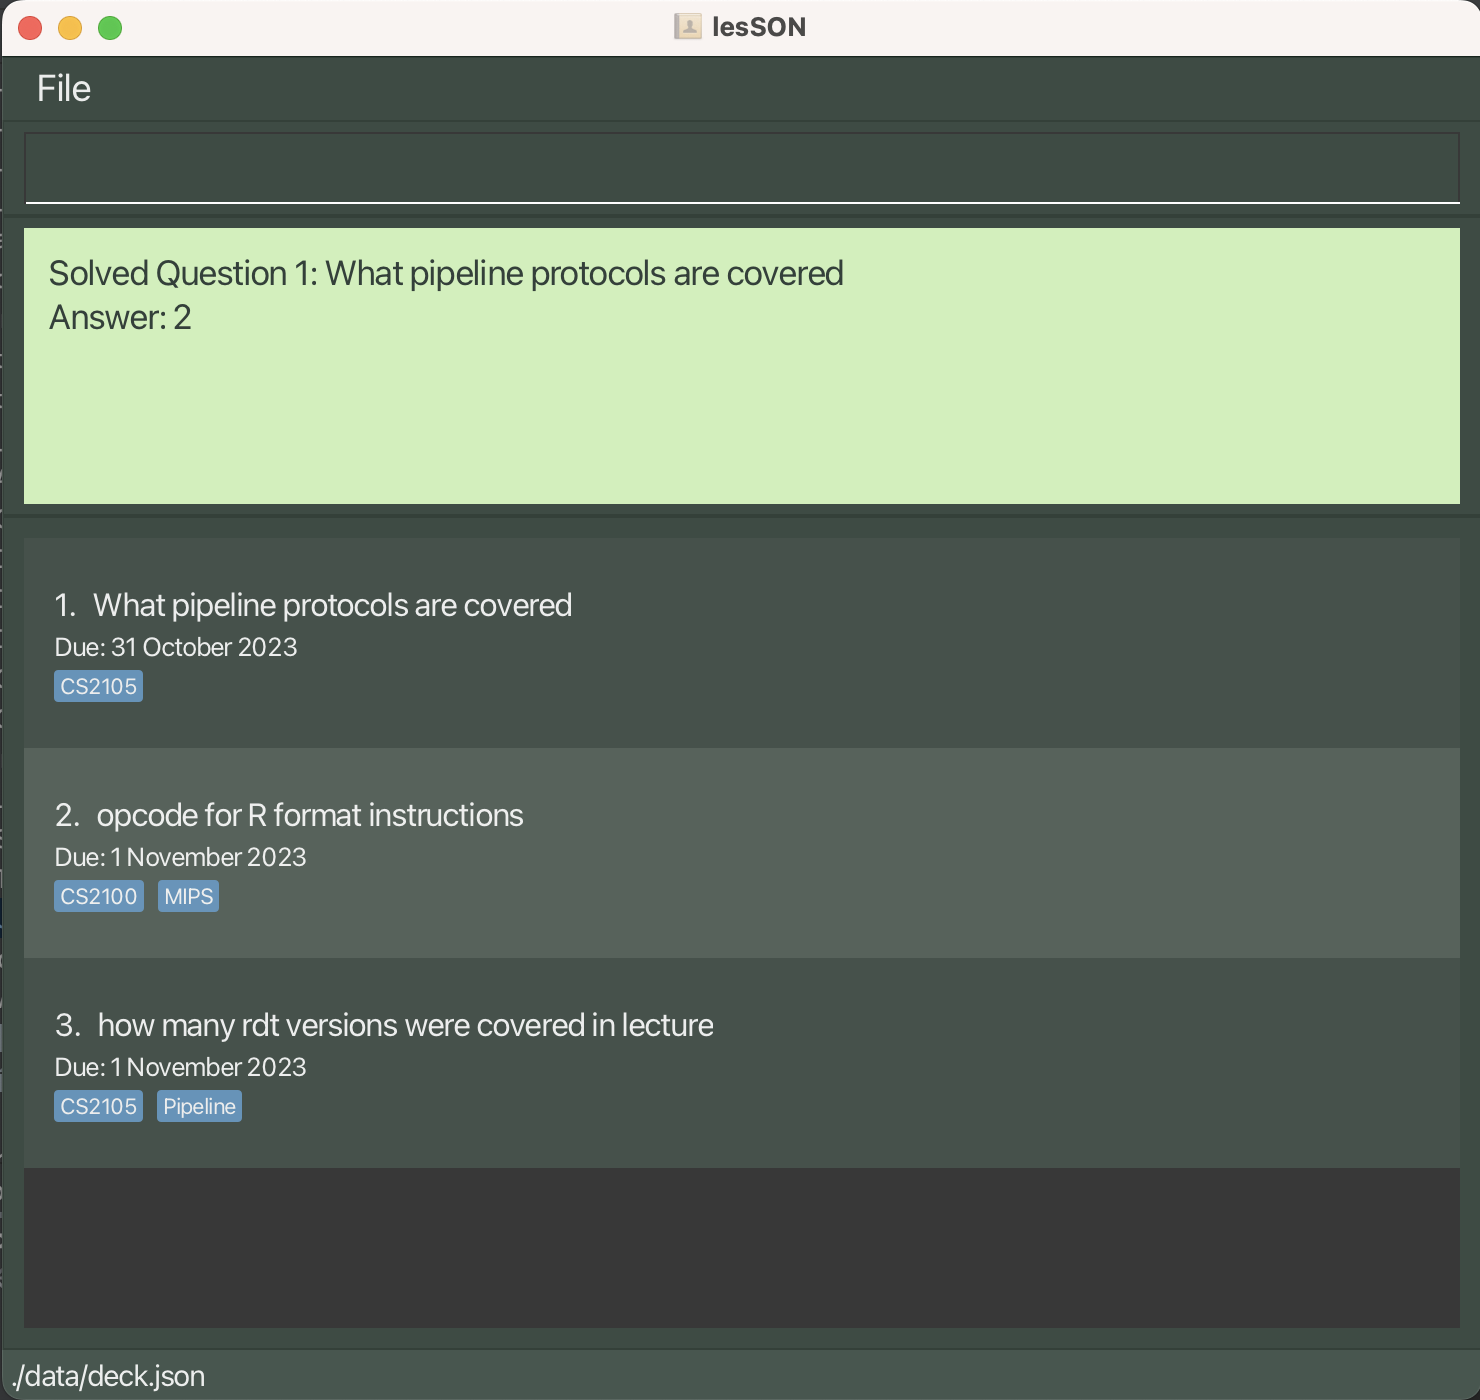 lesSON
File
Solved Question 1: What pipeline protocols are covered
Answer: 2
1. What pipeline protocols are covered
Due: 31 October 2023
CS2105
2. opcode for R format instructions
Due: 1 November 2023
CS2100 MIPS
3. how many rdt versions were covered in lecture
Due: 1 November 2023
CS2105 Pipeline
./data/deck.json